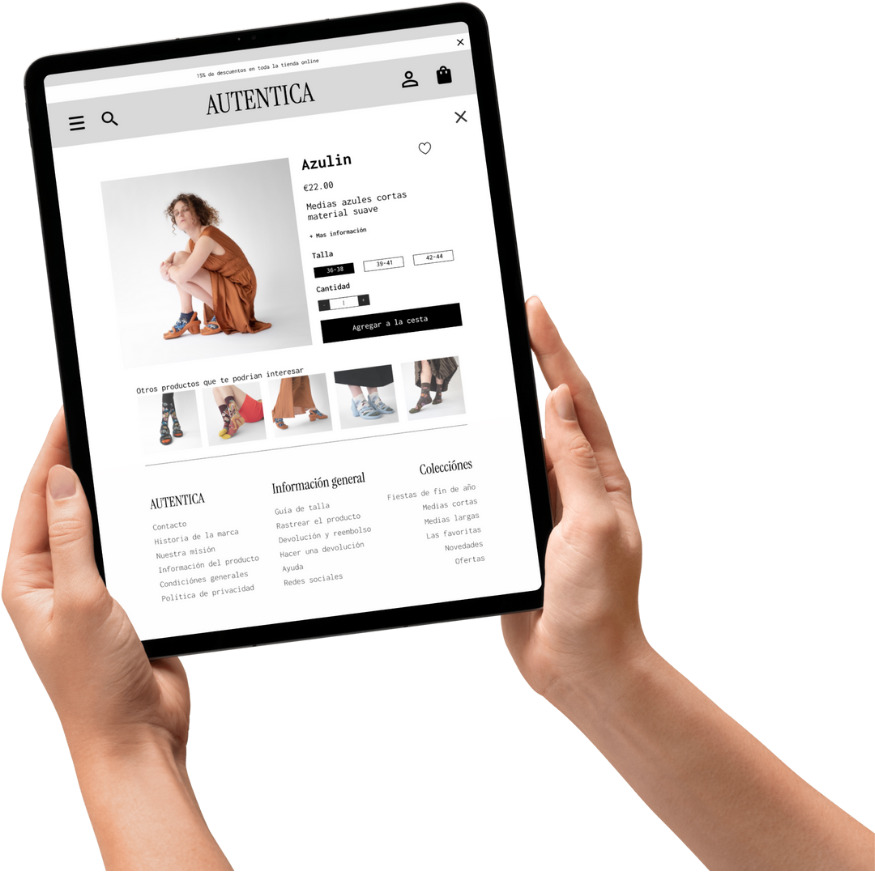 15% de descuentos en toda la tienda online
AUTENTICA
Azulin
€22.00
Medias azules cortas
material suave
+ Mas información
Talla
36-38
39-41
42-44
Cantidad
- 1 +
Agregar a la cesta
Otros productos que te podrian interesar
AUTENTICA
Contacto
Historia de la marca
Nuestra misión
Información del producto
Condiciónes generales
Política de privacidad
Información general
Guía de talla
Rastrear el producto
Devolución y reembolso
Hacer una devolución
Ayuda
Redes sociales
Colecciónes
Fiestas de fin de año
Medias cortas
Medias largas
Las favoritas
Novedades
Ofertas